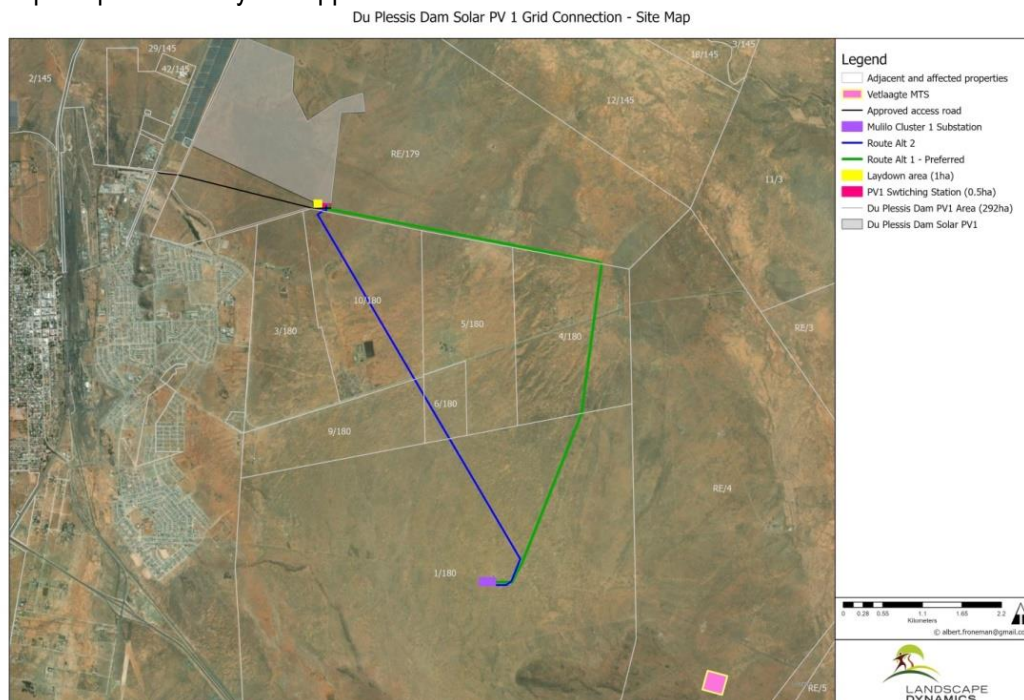 Du Plessis Dam Solar PV 1 Grid Connection - Site Map
29/145
42/145
2/145
3/145
12/145
RE/179
11/3
10/180
3/180
5/180
4/180
RE/3
6/180
9/180
RE/4
1/180
RE/5
Legend
Adjacent and affected properties
Vetlaagte MTS
Approved access road
Mulilo Cluster 1 Substation
Route Alt 2
Route Alt 1 - Preferred
Laydown area (1ha)
PV1 Swtiching Station (0.5ha)
Du Plessis Dam PV1 Area (292ha)
Du Plessis Dam Solar PV1
0 0.28 0.55 1.1 1.65 2.2
Kilometers
© albert.froneman@gmail.co
LANDSCAPE
DYNAMICS